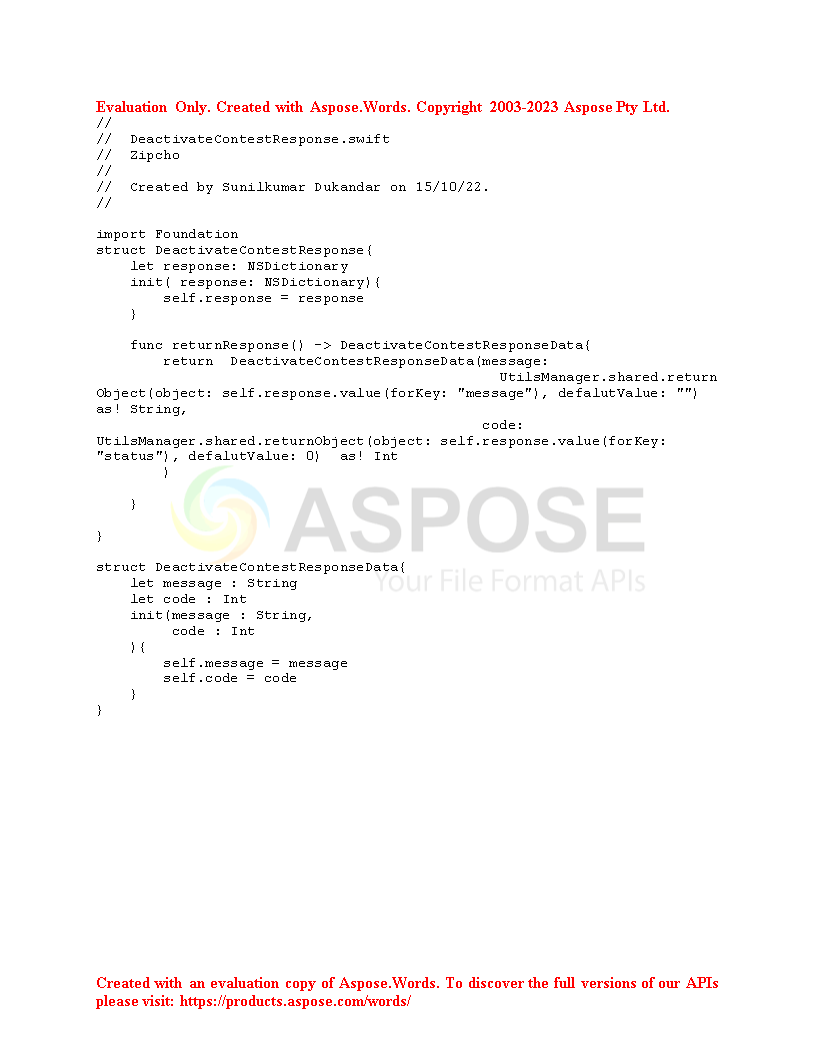 Evaluation Only. Created with Aspose.Words. Copyright 2003-2023 Aspose Pty Ltd.
//
//  DeactivateContestResponse.swift
//  Zipcho
//
//  Created by Sunilkumar Dukandar on 15/10/22.
//

import Foundation
struct DeactivateContestResponse{
    let response: NSDictionary
    init( response: NSDictionary){
        self.response = response
    }

    func returnResponse() -> DeactivateContestResponseData{
        return  DeactivateContestResponseData(message:
                                                UtilsManager.shared.return
Object(object: self.response.value(forKey: "message"), defalutValue: "")
as! String,
                                              code:
UtilsManager.shared.returnObject(object: self.response.value(forKey:
"status"), defalutValue: 0)  as! Int
        )

    }

}
ASPOSE
Your File Format APIs

struct DeactivateContestResponseData{
    let message : String
    let code : Int
    init(message : String,
         code : Int
    ){
        self.message = message
        self.code = code
    }
}
Created with an evaluation copy of Aspose.Words. To discover the full versions of our APIs
please visit: https://products.aspose.com/words/